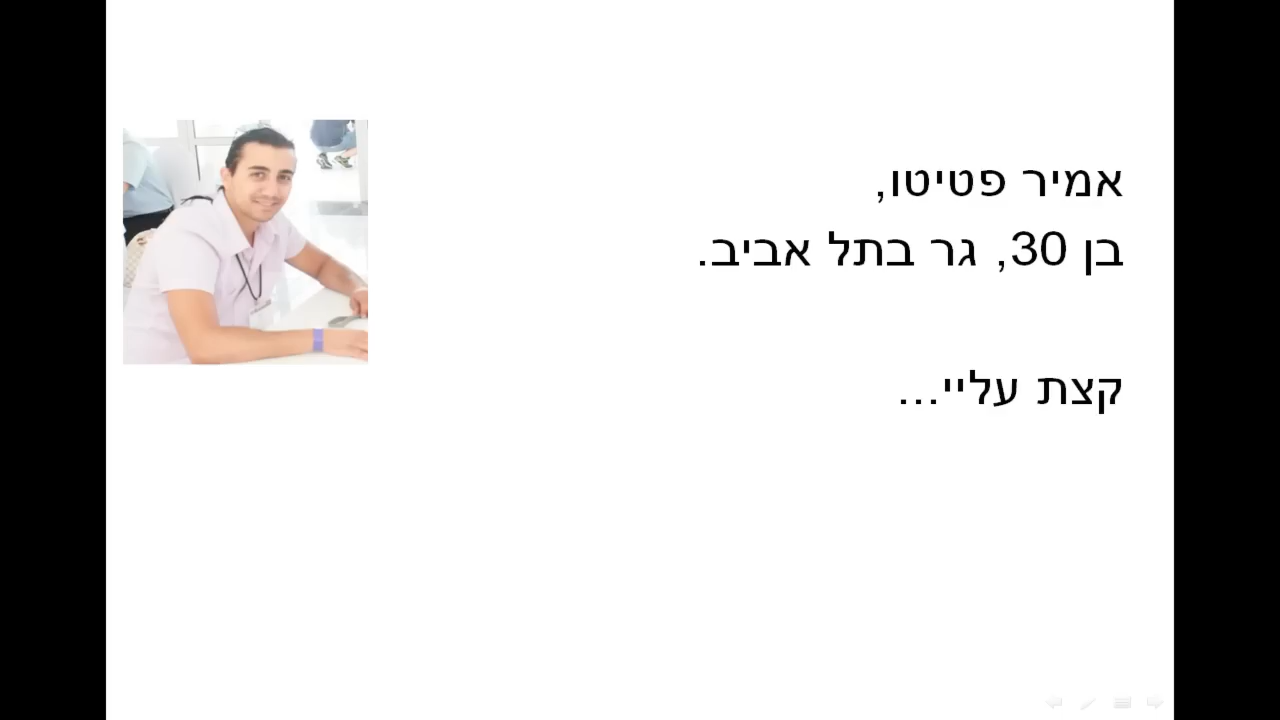 אמיר פטיטו,
בן 30, גר בתל אביב.
קצת עליי...